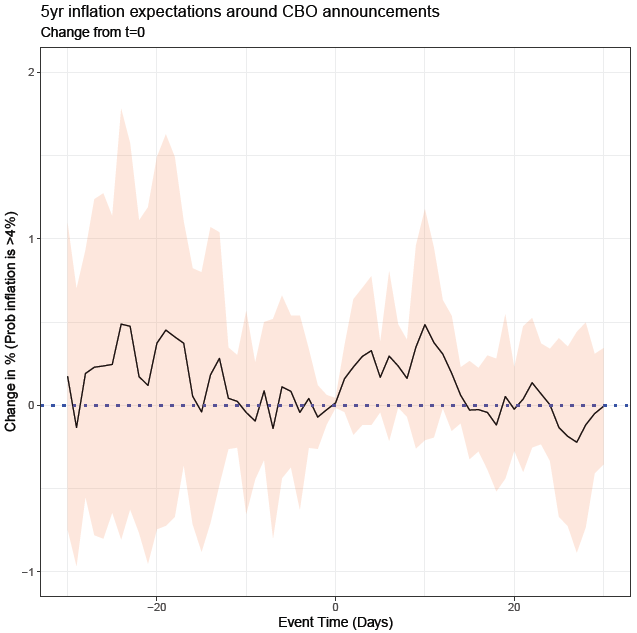 5yr inflation expectations around CBO announcements
Change from t=0
Change in % (Prob inflation is >4%)
2
1
0
−1
−20
0
20
Event Time (Days)